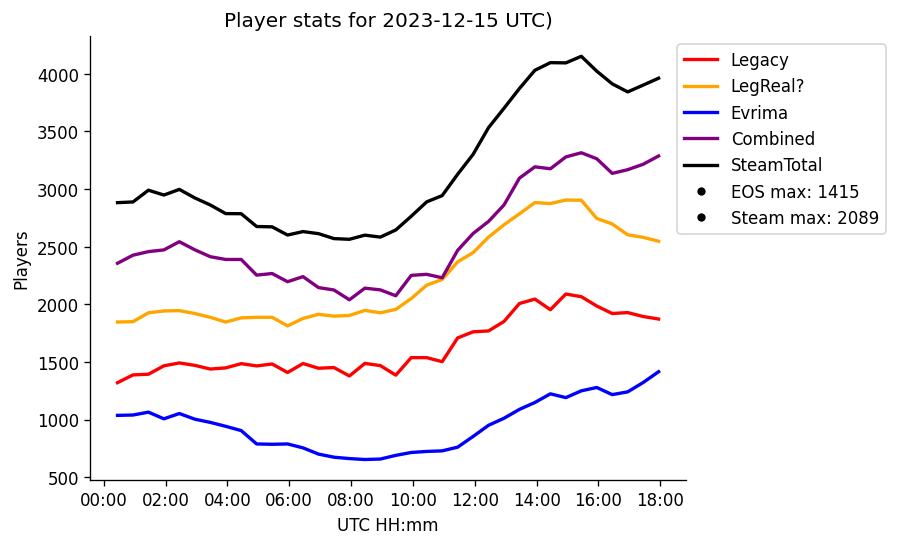 Player stats for 2023-12-15 UTC)
4000
3500
3000
2500
2000
1500
1000
500
Players
00:00 02:00 04:00 06:00 08:00 10:00 12:00 14:00 16:00 18:00
UTC HH:mm
Legacy
LegReal?
Evrima
Combined
SteamTotal
EOS max: 1415
Steam max: 2089